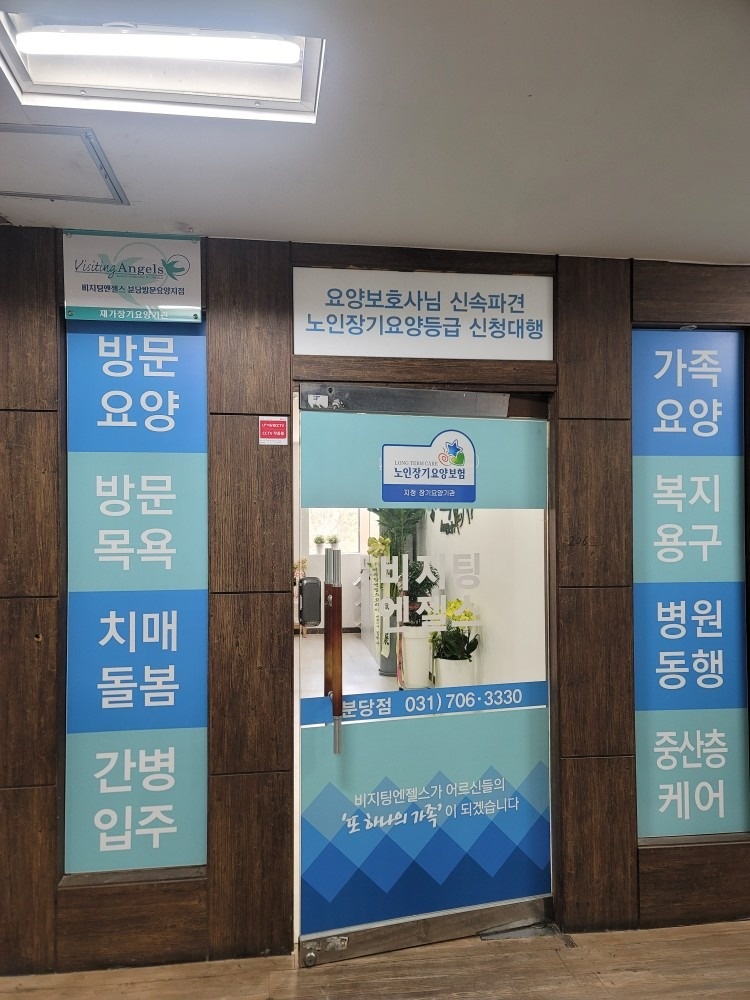 Visiting Angels
비지팅엔젤스 분당방문요양지점
재가장기요양기관
방문
요양
방문
목욕
치매
돌봄
간병
입주
요양보호사님 신속파견
노인장기요양등급 신청대행
LONG TERM CARE
노인장기요양보험
지정 장기요양기관
비지팅
엔젤스
분당점 031) 706·3330
비지팅엔젤스가 어르신들의
'또 하나의 가족'이 되겠습니다
가족
요양
복지
용구
병원
동행
중산층
케어